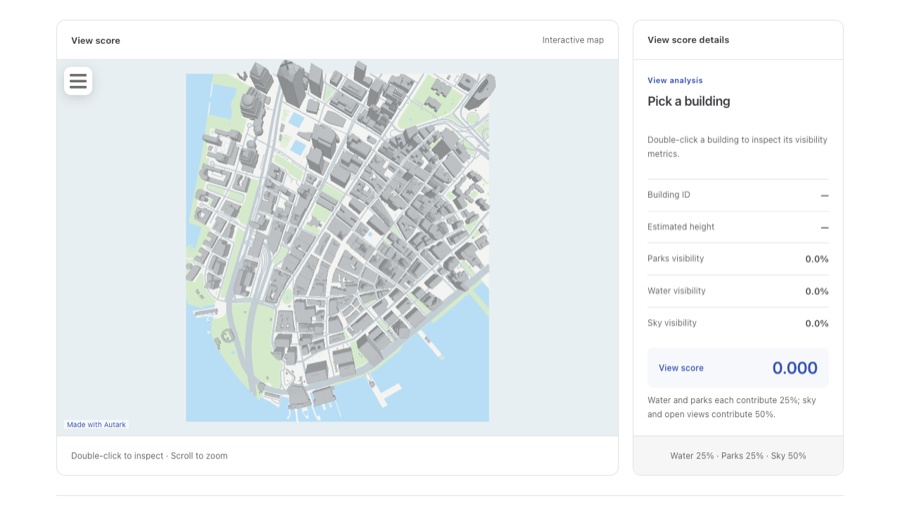 View score
Interactive map
Made with Autark
Double-click to inspect · Scroll to zoom
View score details
View analysis
Pick a building
Double-click a building to inspect its visibility
metrics.
Building ID –
Estimated height –
Parks visibility 0.0%
Water visibility 0.0%
Sky visibility 0.0%
View score 0.000
Water and parks each contribute 25%; sky
and open views contribute 50%.
Water 25% · Parks 25% · Sky 50%